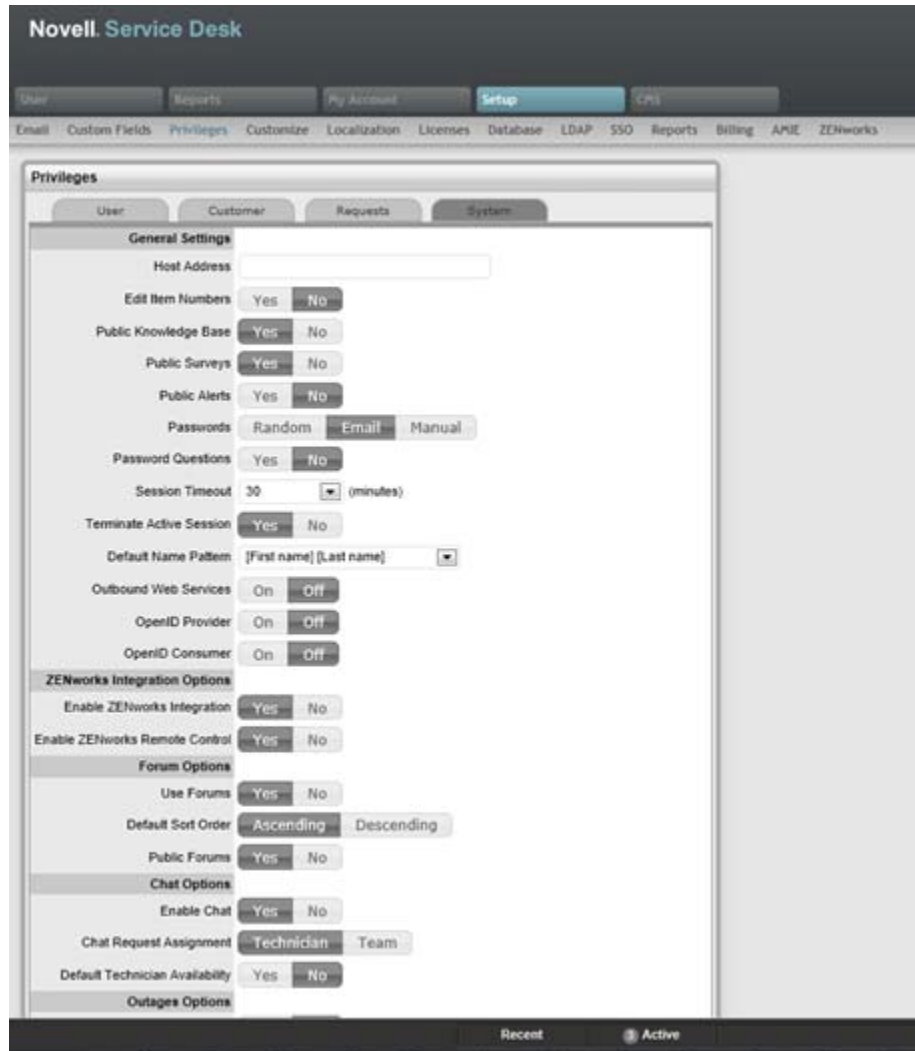 Novell. Service Desk
User Reports My Account Setup CMS
Email Custom Fields Privileges Customize Localization Licenses Database LDAP SSO Reports Billing AMIE ZENworks
Privileges
User Customer Requests System
General Settings
Host Address
Edit Item Numbers Yes No
Public Knowledge Base Yes No
Public Surveys Yes No
Public Alerts Yes No
Passwords Random Email Manual
Password Questions Yes No
Session Timeout 30 (minutes)
Terminate Active Session Yes No
Default Name Pattern [First name] [Last name]
Outbound Web Services On Off
OpenID Provider On Off
OpenID Consumer On Off
ZENworks Integration Options
Enable ZENworks Integration Yes No
Enable ZENworks Remote Control Yes No
Forum Options
Use Forums Yes No
Default Sort Order Ascending Descending
Public Forums Yes No
Chat Options
Enable Chat Yes No
Chat Request Assignment Technician Team
Default Technician Availability Yes No
Outages Options
Recent Active